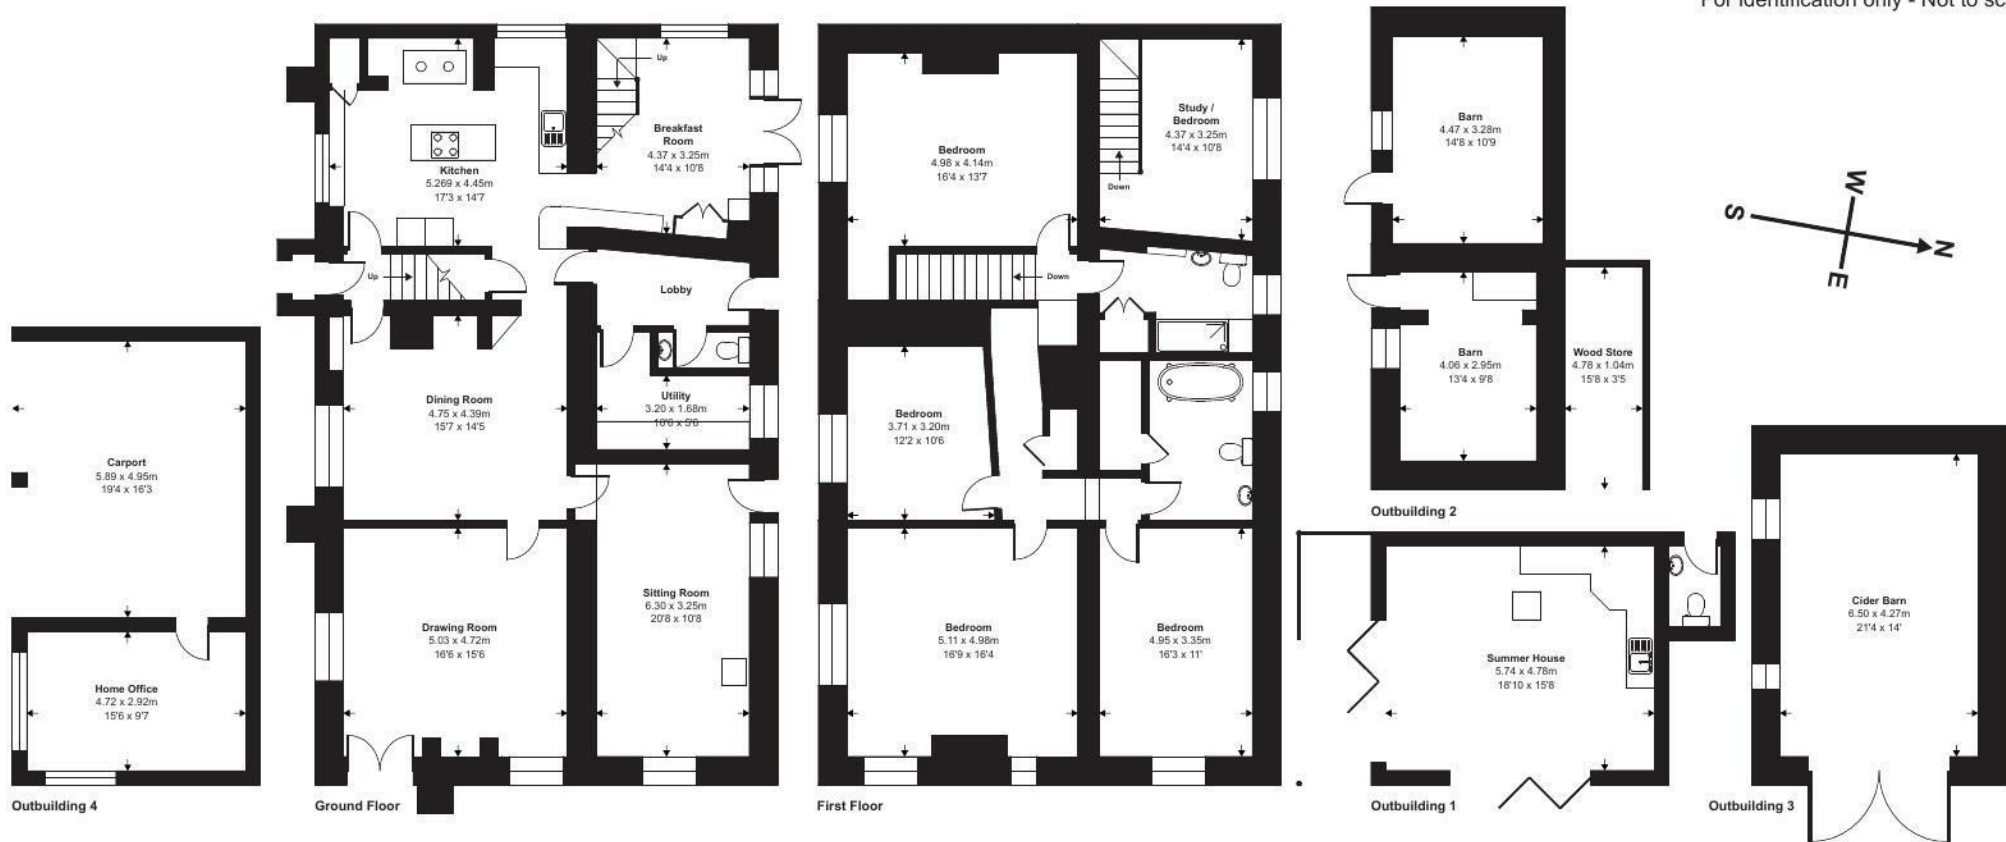 For identification only - Not to sc
Up
Kitchen
5.269 x 4.45m
17'3 x 14'7
Breakfast
Room
4.37 x 3.25m
14'4 x 10'8
Up
Lobby
Dining Room
4.75 x 4.39m
15'7 x 14'5
Utility
3.20 x 1.68m
10'6 x 5'6
Drawing Room
5.03 x 4.72m
16'6 x 15'6
Sitting Room
6.30 x 3.25m
20'8 x 10'8
Ground Floor
Carport
5.89 x 4.95m
19'4 x 16'3
Home Office
4.72 x 2.92m
15'6 x 9'7
Outbuilding 4
Bedroom
4.98 x 4.14m
16'4 x 13'7
Study /
Bedroom
4.37 x 3.25m
14'4 x 10'8
Down
Down
Bedroom
3.71 x 3.20m
12'2 x 10'6
Bedroom
5.11 x 4.98m
16'9 x 16'4
Bedroom
4.95 x 3.35m
16'3 x 11'
First Floor
Barn
4.47 x 3.28m
14'8 x 10'9
Barn
4.06 x 2.95m
13'4 x 9'8
Wood Store
4.78 x 1.04m
15'8 x 3'5
Outbuilding 2
Summer House
5.74 x 4.78m
18'10 x 15'8
Outbuilding 1
Cider Barn
6.50 x 4.27m
21'4 x 14'
Outbuilding 3
W
S
N
E